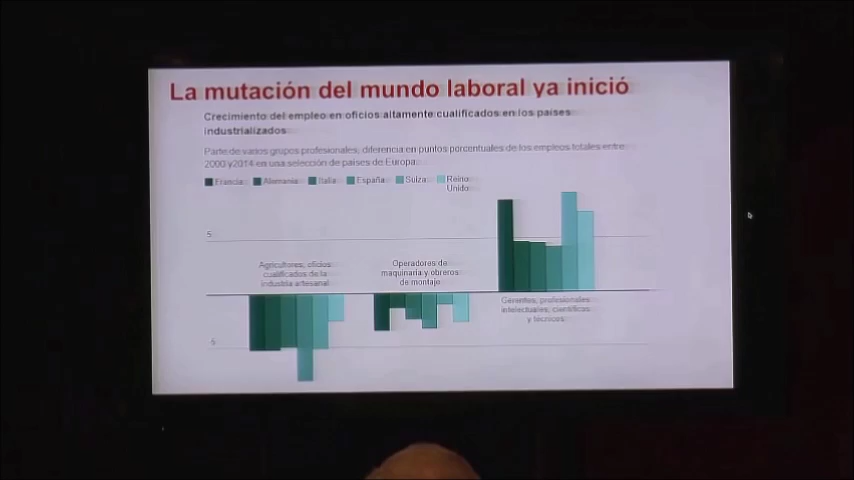 La mutación del mundo laboral ya inició
Crecimiento del empleo en oficios altamente cualificados en los países
industrializados
Parte de varios grupos profesionales, diferencia en puntos porcentuales de los empleos totales entre
2000 y2014 en una selección de países de Europa.
Francia Alemania Italia España Suiza Reino
Unido
5
Agricultores, oficios
cualificados de la
industria artesanal
Operadores de
maquinaria y obreros
de montaje
Gerentes, profesionales
intelectuales, científicos
y técnicos
-5